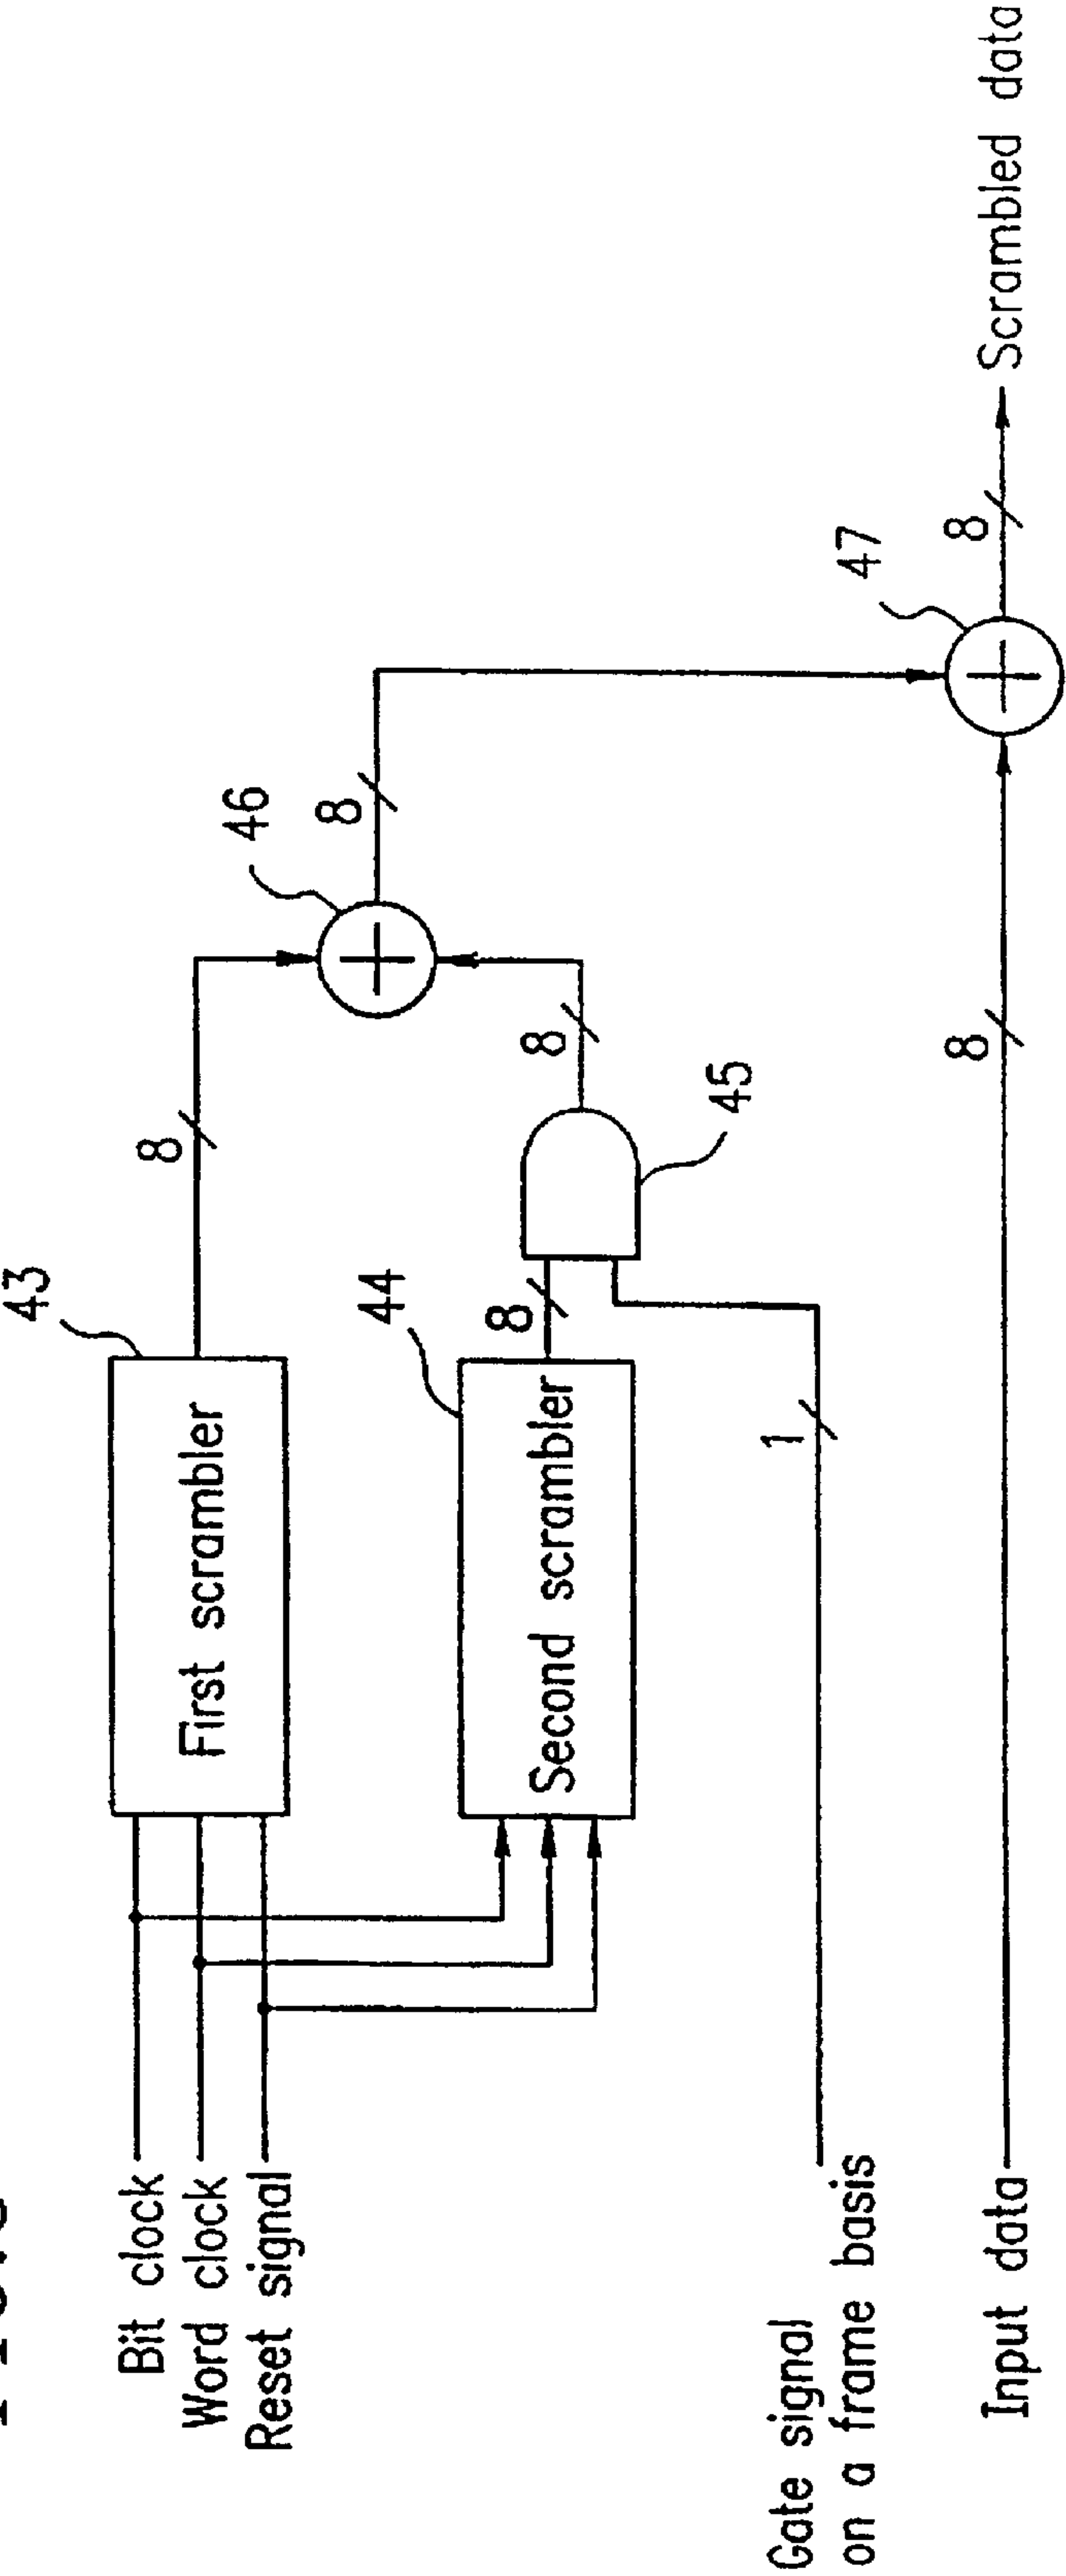 43
First scrambler
8
Bit clock
Word clock
Reset signal
46
8
44
Second scrambler
8
8
45
1
Gate signal
on a frame basis
47
8
8
Input data
Scrambled data